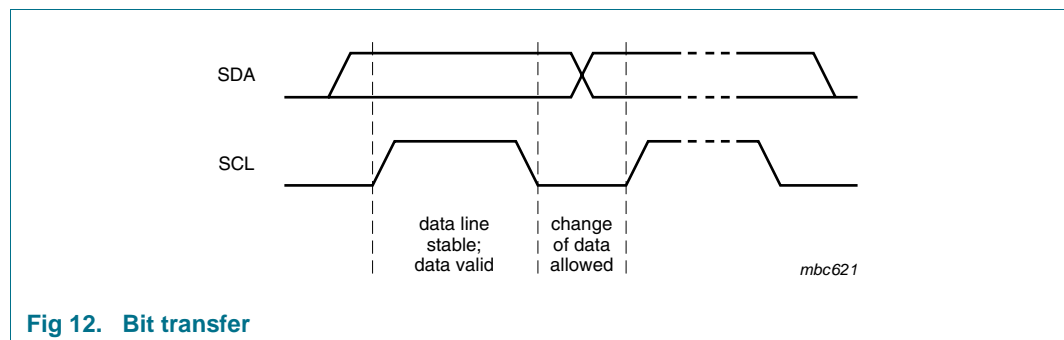 SDA
SCL
data line
stable;
data valid
change
of data
allowed
mbc621
Fig 12. Bit transfer